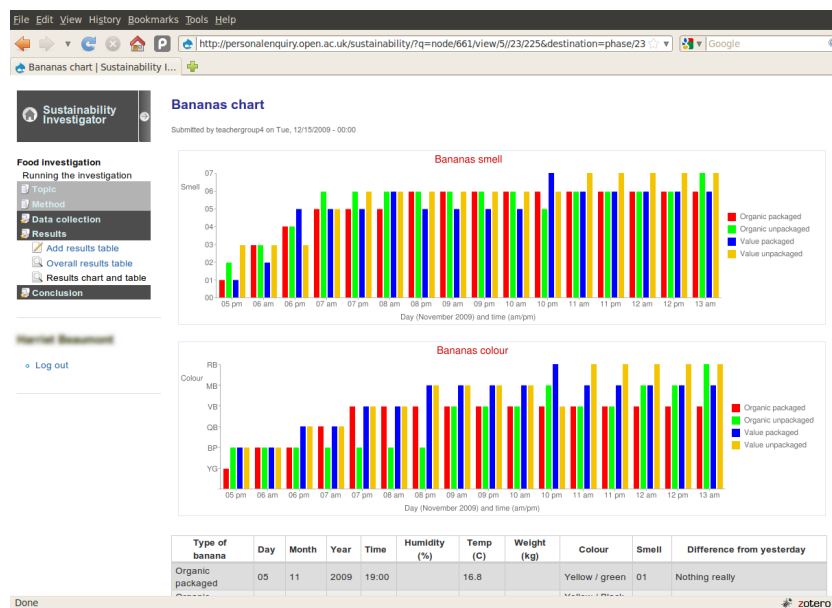 File Edit View History Bookmarks Tools Help
http://personalenquiry.open.ac.uk/sustainability/?q=node/661/view/5//23/225&destination=phase/23
Google
Bananas chart | Sustainability I...
Sustainability
Investigator
Food investigation
Running the investigation
Topic
Method
Data collection
Results
Add results table
Overall results table
Results chart and table
Conclusion
Log out
Bananas chart
Submitted by teachergroup4 on Tue, 12/15/2009 - 00:00
Bananas smell
Smell
07
06
05
04
03
02
01
00
05 pm 06 am 06 pm 07 am 07 pm 08 am 08 pm 09 am 09 pm 10 am 10 pm 11 am 11 pm 12 am 12 pm 13 am
Day (November 2009) and time (am/pm)
Organic packaged
Organic unpackaged
Value packaged
Value unpackaged
Bananas colour
Colour
RB
MB
VB
QB
BP
YG
05 pm 06 am 06 pm 07 am 07 pm 08 am 08 pm 09 am 09 pm 10 am 10 pm 11 am 11 pm 12 am 12 pm 13 am
Day (November 2009) and time (am/pm)
Organic packaged
Organic unpackaged
Value packaged
Value unpackaged
Type of banana Day Month Year Time Humidity (%) Temp (C) Weight (kg) Colour Smell Difference from yesterday
Organic packaged 05 11 2009 19:00 16.8 Yellow / green 01 Nothing really
Done
zotero